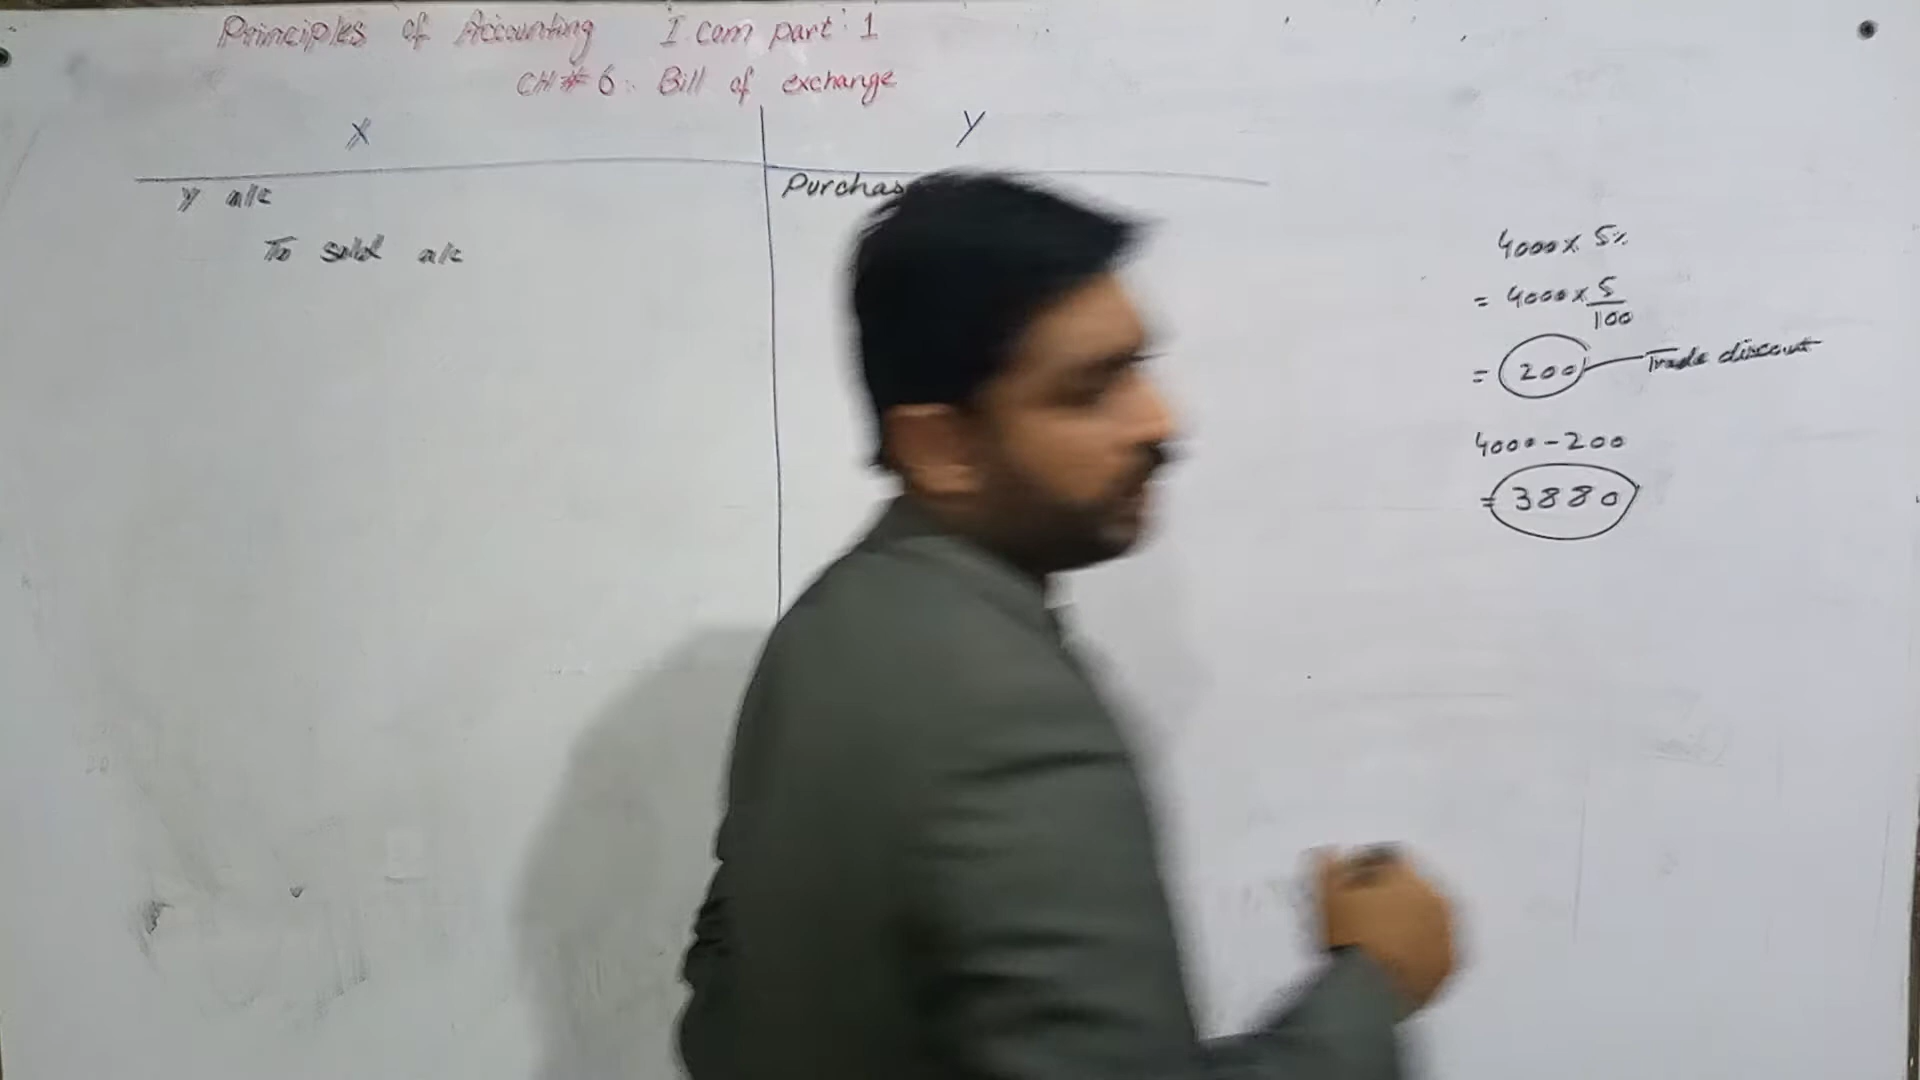 Principles of Accounting I.com part: 1
CH# 6: Bill of exchange
X
Y
Y a/c
To sold a/c
Purchas
4000 x 5%
= 4000 x 5/100
= 200 Trade discount
4000 - 200
= 3880